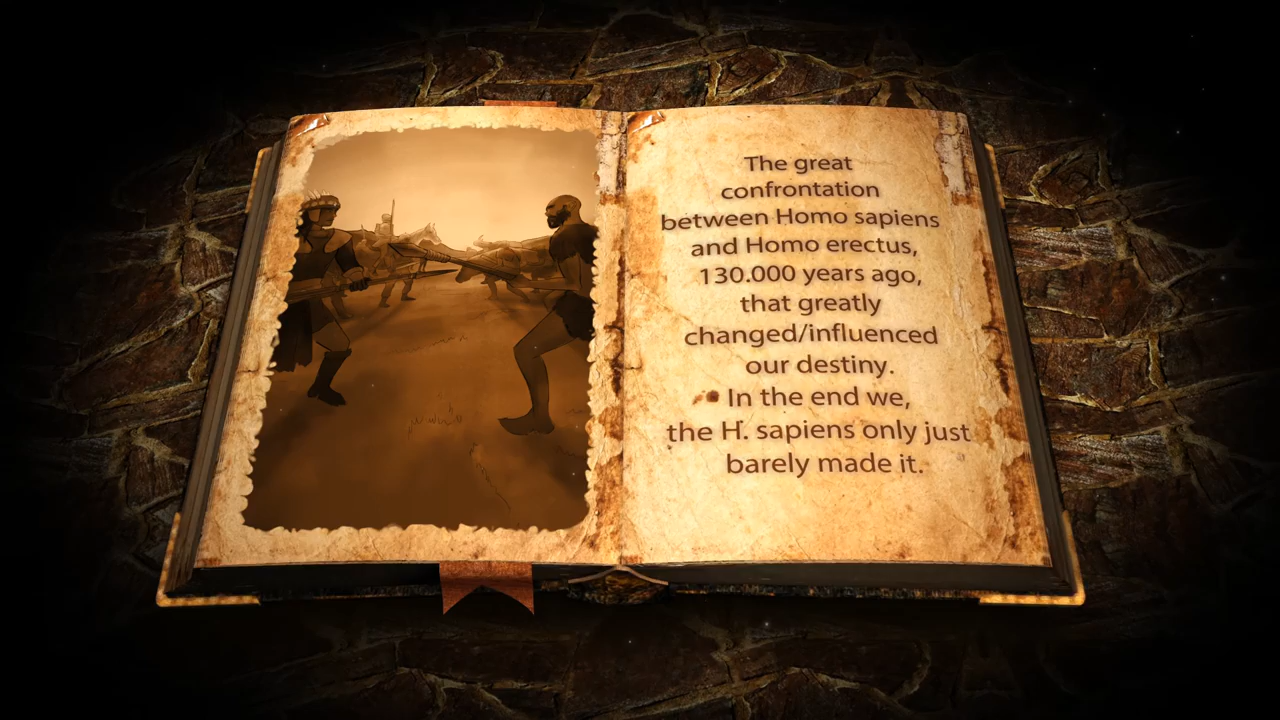 The great
confrontation
between Homo sapiens
and Homo erectus,
130.000 years ago,
that greatly
changed/influenced
our destiny.
In the end we,
the H. sapiens only just
barely made it.